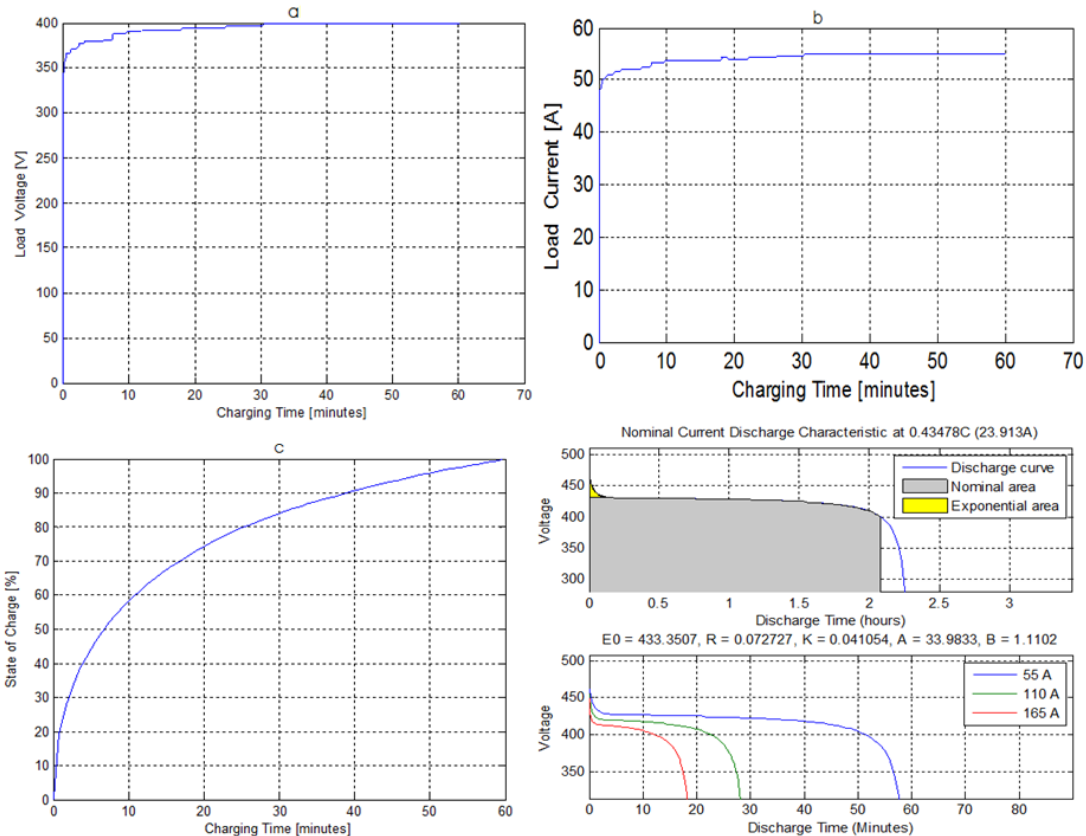 a
400
350
300
250
200
150
100
50
0
Load Voltage [V]
0 10 20 30 40 50 60 70
Charging Time [minutes]
b
60
50
40
30
20
10
0
Load Current [A]
0 10 20 30 40 50 60 70
Charging Time [minutes]
c
100
90
80
70
60
50
40
30
20
10
0
State of Charge [%]
0 10 20 30 40 50 60
Charging Time [minutes]
Nominal Current Discharge Characteristic at 0.43478C (23.913A)
500
450
400
350
300
Voltage
Discharge curve
Nominal area
Exponential area
0 0.5 1 1.5 2 2.5 3
Discharge Time (hours)
E0 = 433.3507, R = 0.072727, K = 0.041054, A = 33.9833, B = 1.1102
500
450
400
350
Voltage
55 A
110 A
165 A
0 10 20 30 40 50 60 70 80
Discharge Time (Minutes)